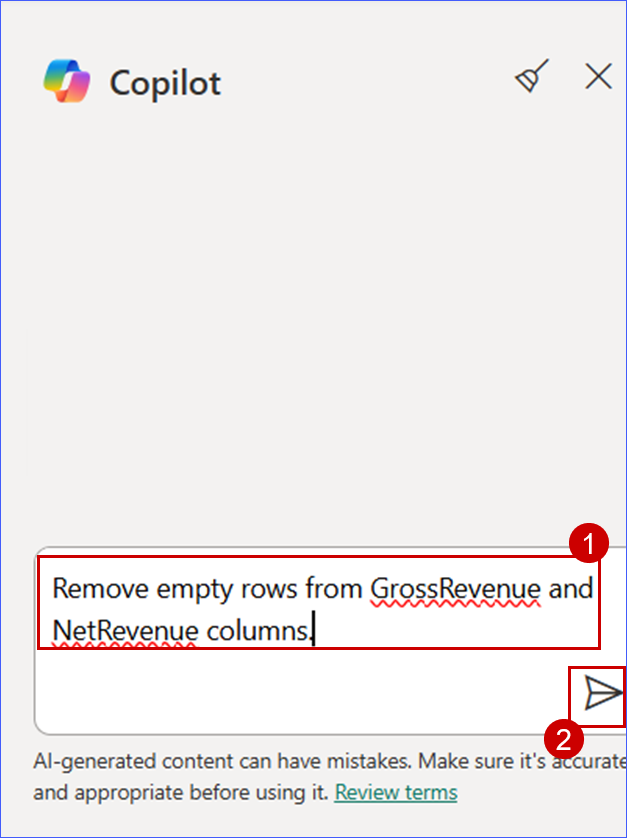 Copilot
1
Remove empty rows from GrossRevenue and
NetRevenue columns.
2
AI-generated content can have mistakes. Make sure it's accurate
and appropriate before using it. Review terms